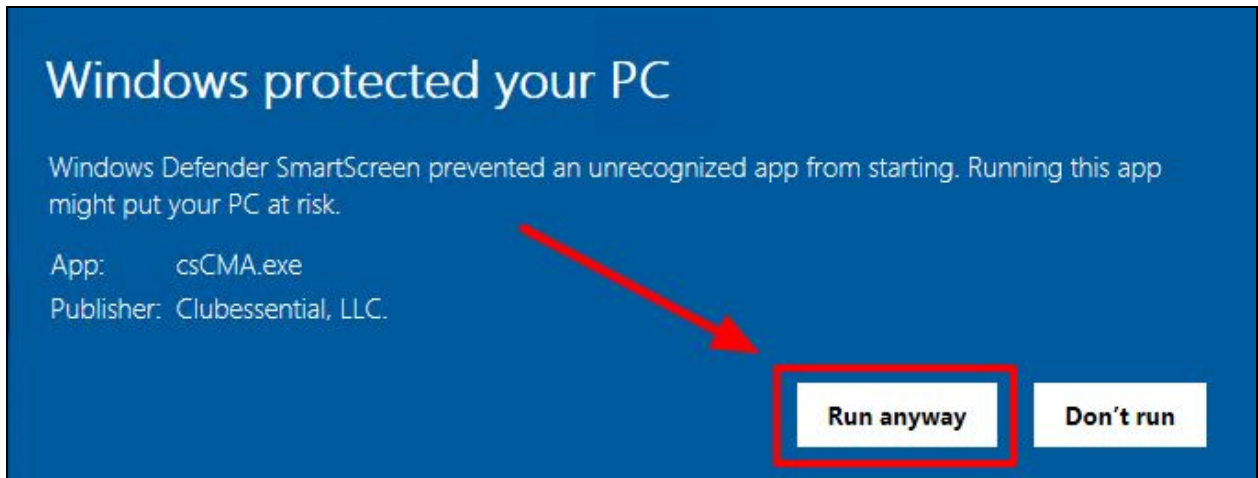 Windows protected your PC
Windows Defender SmartScreen prevented an unrecognized app from starting. Running this app
might put your PC at risk.
App: csCMA.exe
Publisher: Clubessential, LLC.
Run anyway Don't run